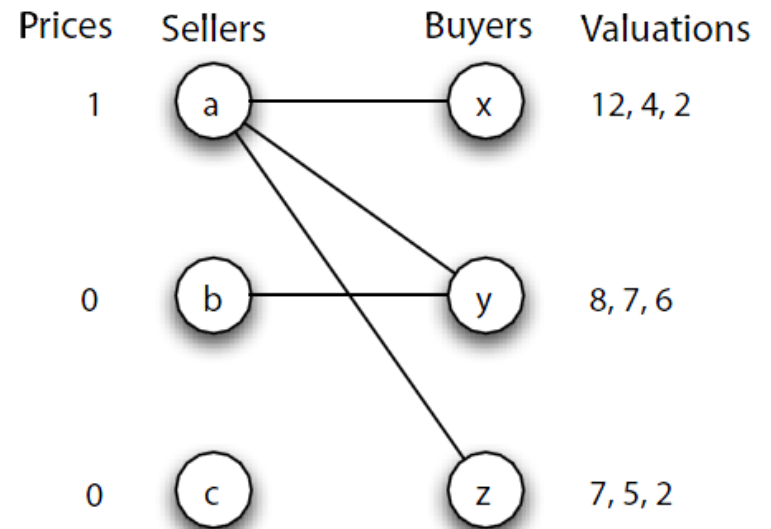 Prices Sellers Buyers Valuations
1 a x 12, 4, 2
0 b y 8, 7, 6
0 c z 7, 5, 2